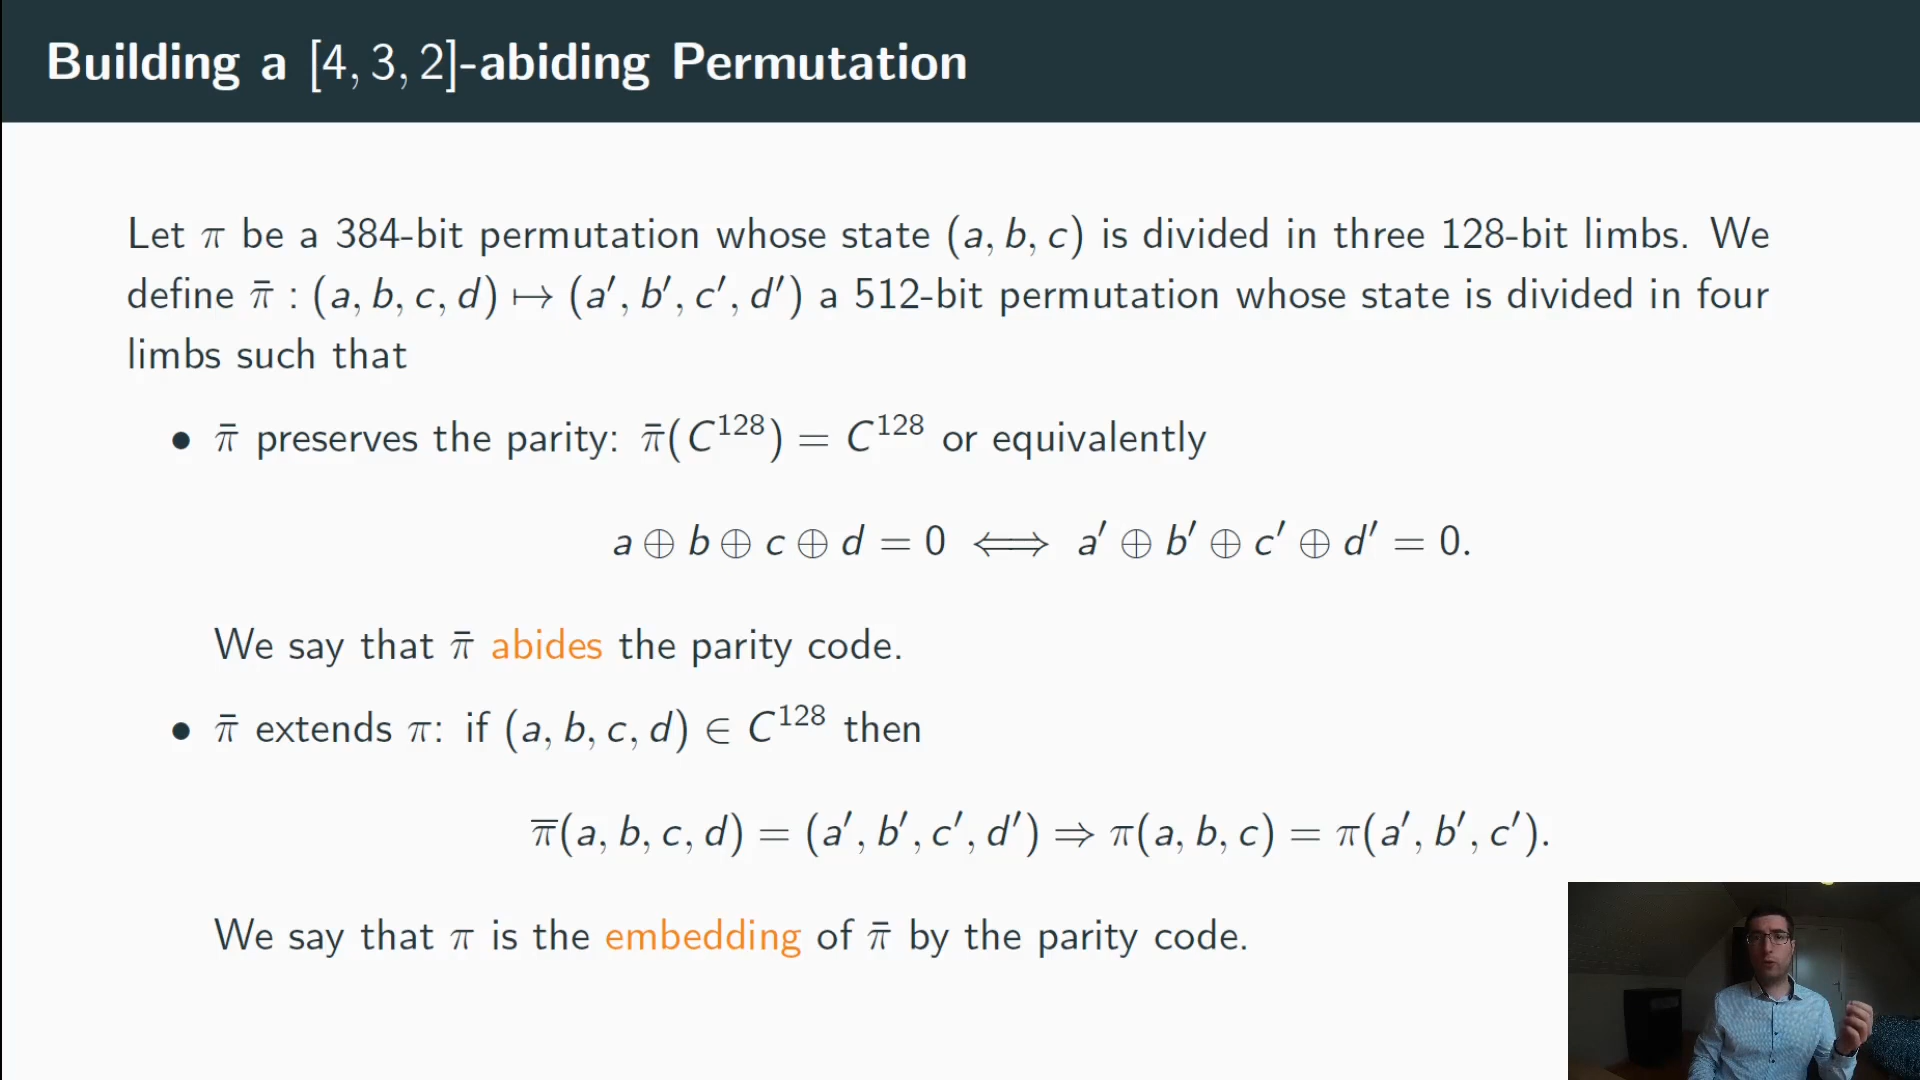 Building a [4, 3, 2]-abiding Permutation
Let π be a 384-bit permutation whose state (a, b, c) is divided in three 128-bit limbs. We
define π̄ : (a, b, c, d) ↦ (a′, b′, c′, d′) a 512-bit permutation whose state is divided in four
limbs such that
• π̄ preserves the parity: π̄(C¹²⁸) = C¹²⁸ or equivalently
a ⊕ b ⊕ c ⊕ d = 0 ⟺ a′ ⊕ b′ ⊕ c′ ⊕ d′ = 0.
We say that π̄ abides the parity code.
• π̄ extends π: if (a, b, c, d) ∈ C¹²⁸ then
π̄(a, b, c, d) = (a′, b′, c′, d′) ⇒ π(a, b, c) = π(a′, b′, c′).
We say that π is the embedding of π̄ by the parity code.